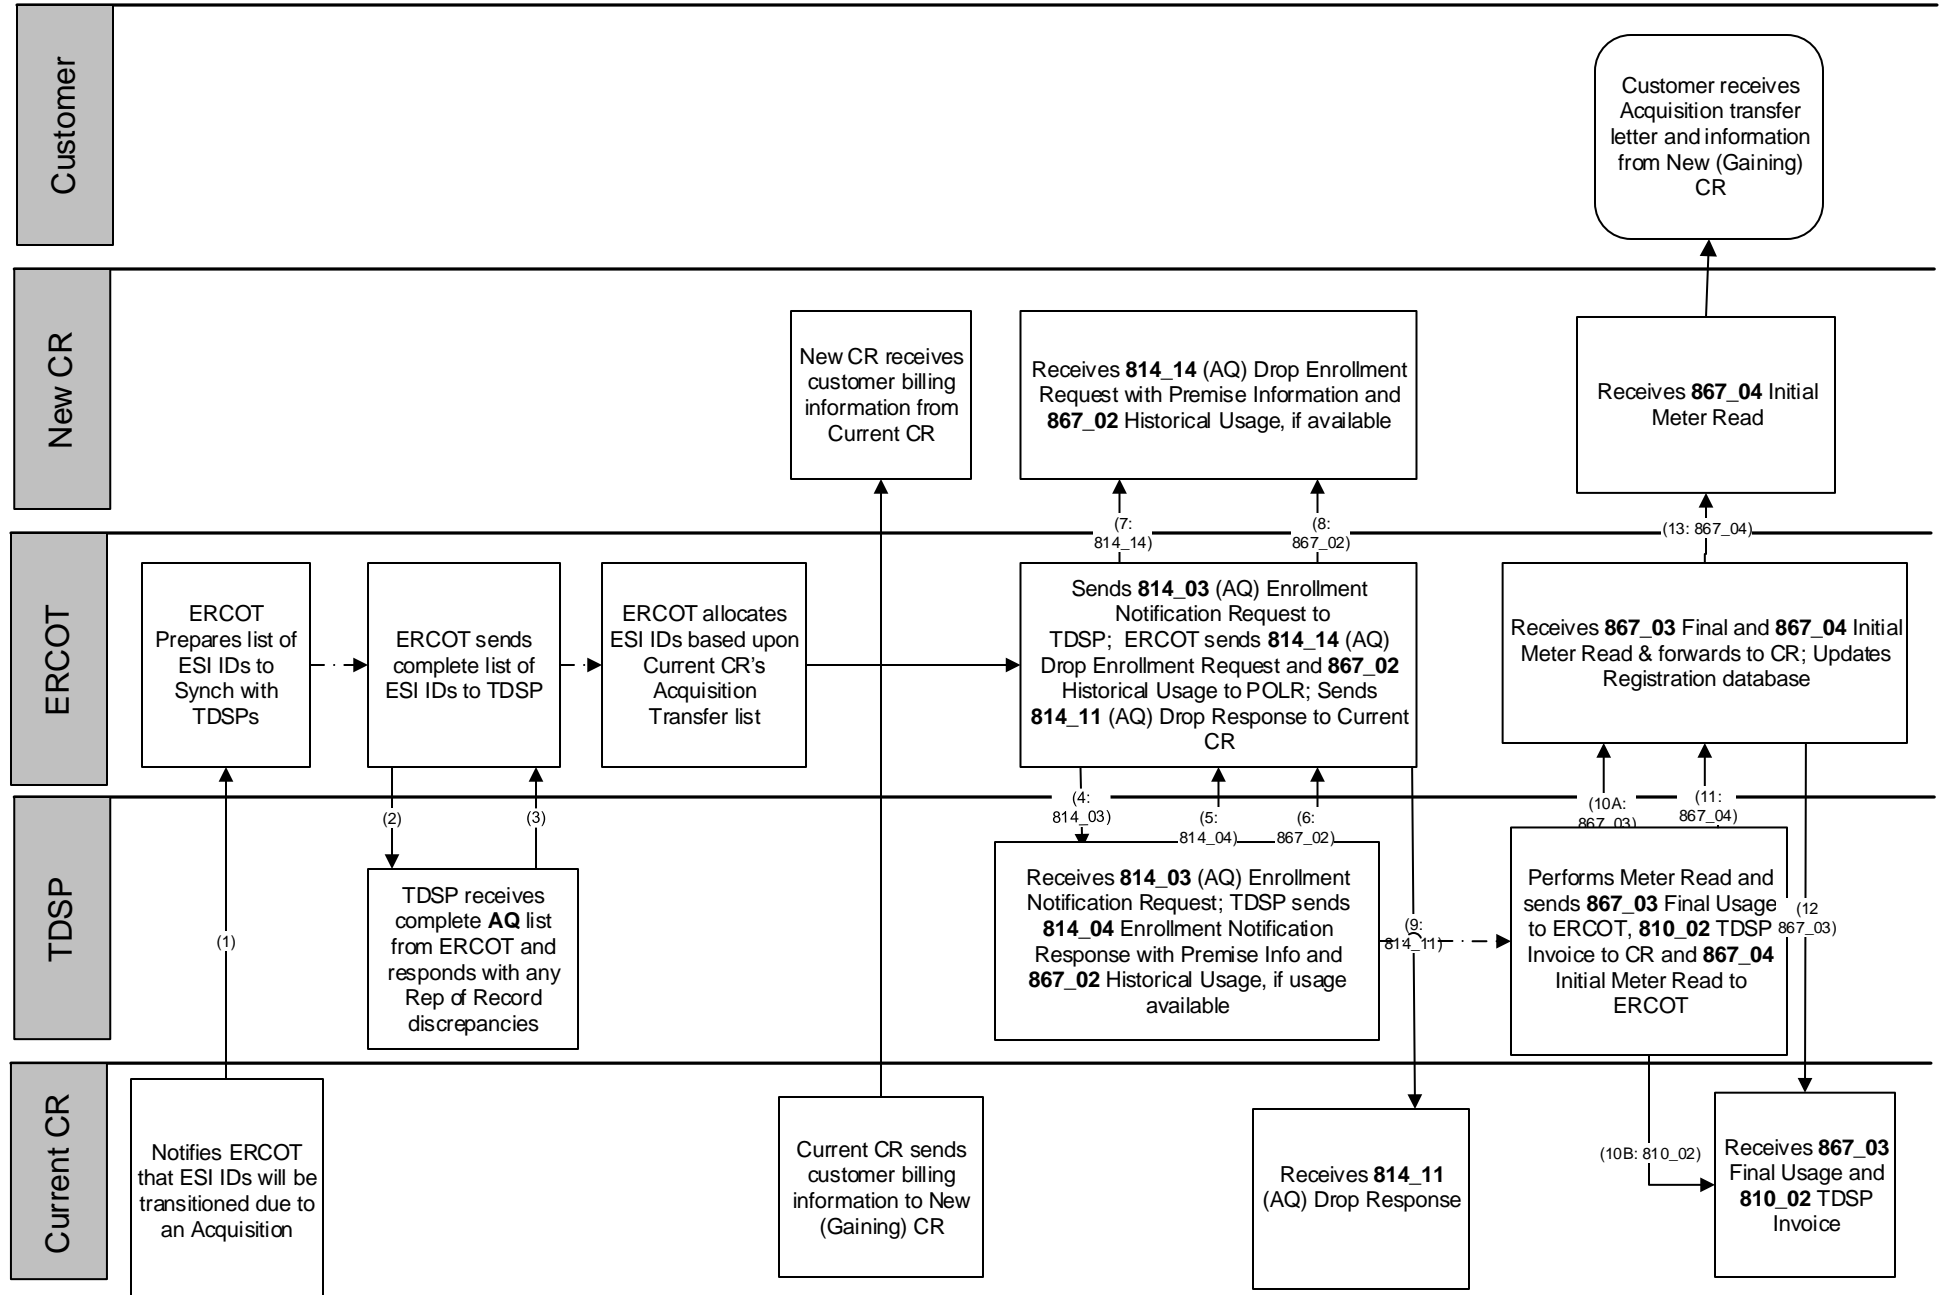 Customer
Customer receives
Acquisition transfer
letter and information
from New (Gaining)
CR
New CR
New CR receives
customer billing
information from
Current CR
Receives 814_14 (AQ) Drop Enrollment
Request with Premise Information and
867_02 Historical Usage, if available
Receives 867_04 Initial
Meter Read
(7:
814_14)
(8:
867_02)
(13: 867_04)
ERCOT
ERCOT
Prepares list of
ESI IDs to
Synch with
TDSPs
ERCOT sends
complete list of
ESI IDs to TDSP
ERCOT allocates
ESI IDs based upon
Current CR's
Acquisition
Transfer list
Sends 814_03 (AQ) Enrollment
Notification Request to
TDSP; ERCOT sends 814_14 (AQ)
Drop Enrollment Request and 867_02
Historical Usage to POLR; Sends
814_11 (AQ) Drop Response to Current
CR
Receives 867_03 Final and 867_04 Initial
Meter Read & forwards to CR; Updates
Registration database
(2)
(3)
(4:
814_03)
(5:
814_04)
(6:
867_02)
(10A:
867_03)
(11:
867_04)
TDSP
(1)
TDSP receives
complete AQ list
from ERCOT and
responds with any
Rep of Record
discrepancies
Receives 814_03 (AQ) Enrollment
Notification Request; TDSP sends
814_04 Enrollment Notification
Response with Premise Info and
867_02 Historical Usage, if usage
available
(9:
814_11)
Performs Meter Read and
sends 867_03 Final Usage
to ERCOT, 810_02 TDSP
Invoice to CR and 867_04
Initial Meter Read to
ERCOT
(12
867_03)
Current CR
Notifies ERCOT
that ESI IDs will be
transitioned due to
an Acquisition
Current CR sends
customer billing
information to New
(Gaining) CR
Receives 814_11
(AQ) Drop Response
(10B: 810_02)
Receives 867_03
Final Usage and
810_02 TDSP
Invoice